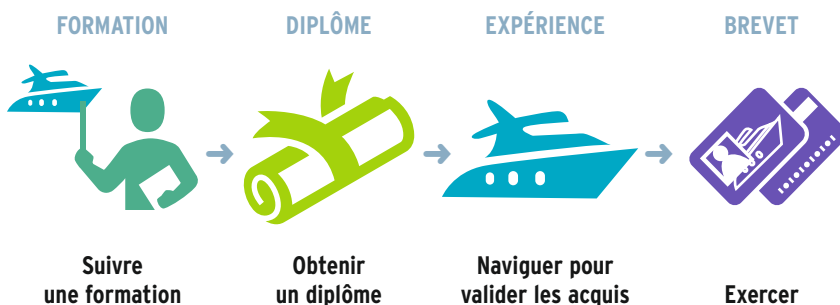 FORMATION
DIPLÔME
EXPÉRIENCE
BREVET
Suivre
une formation
Obtenir
un diplôme
Naviguer pour
valider les acquis
Exercer